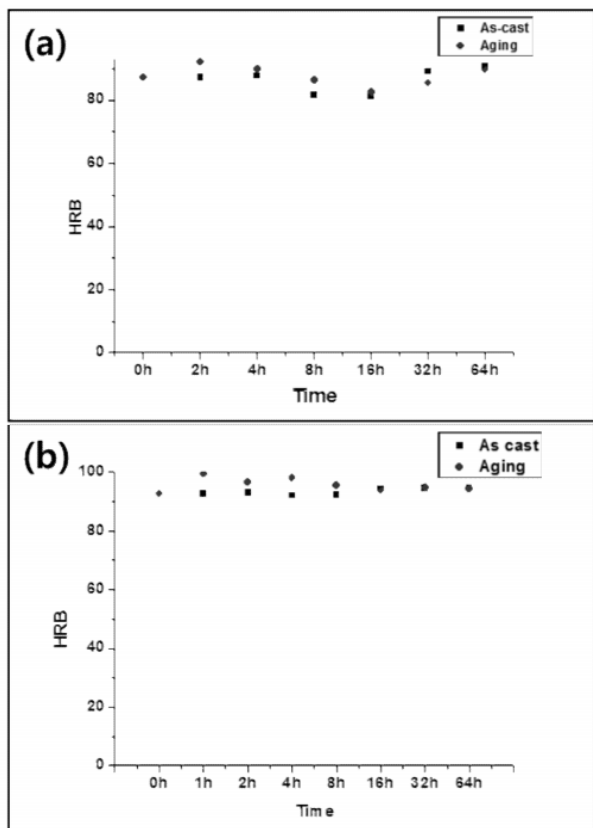 (a)
As-cast
Aging
80
60
40
20
0
HRB
0h 2h 4h 8h 16h 32h 64h
Time
(b)
As cast
Aging
100
80
60
40
20
0
HRB
0h 1h 2h 4h 8h 16h 32h 64h
Time